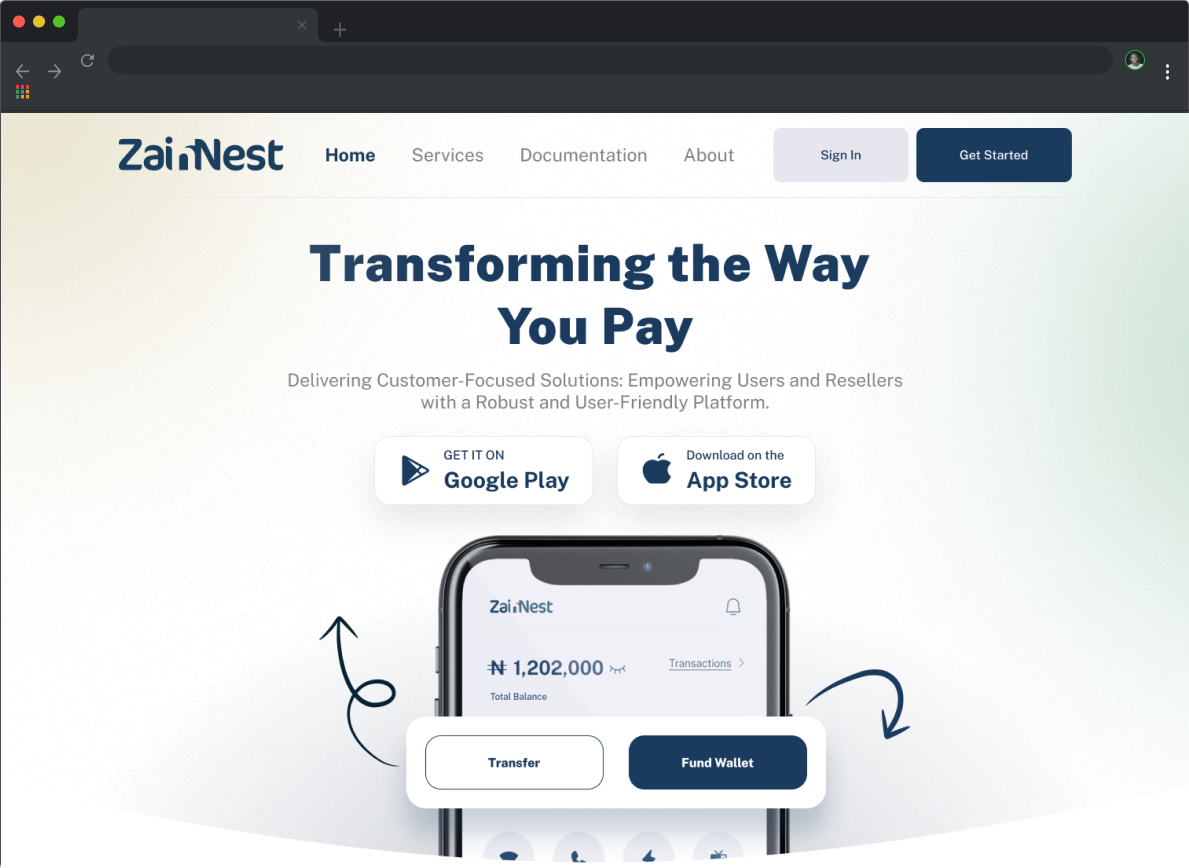 ZainNest
Home
Services
Documentation
About
Sign In
Get Started
Transforming the Way
You Pay
Delivering Customer-Focused Solutions: Empowering Users and Resellers
with a Robust and User-Friendly Platform.
GET IT ON
Google Play
Download on the
App Store
ZainNest
₦ 1,202,000
Transactions
Total Balance
Transfer
Fund Wallet